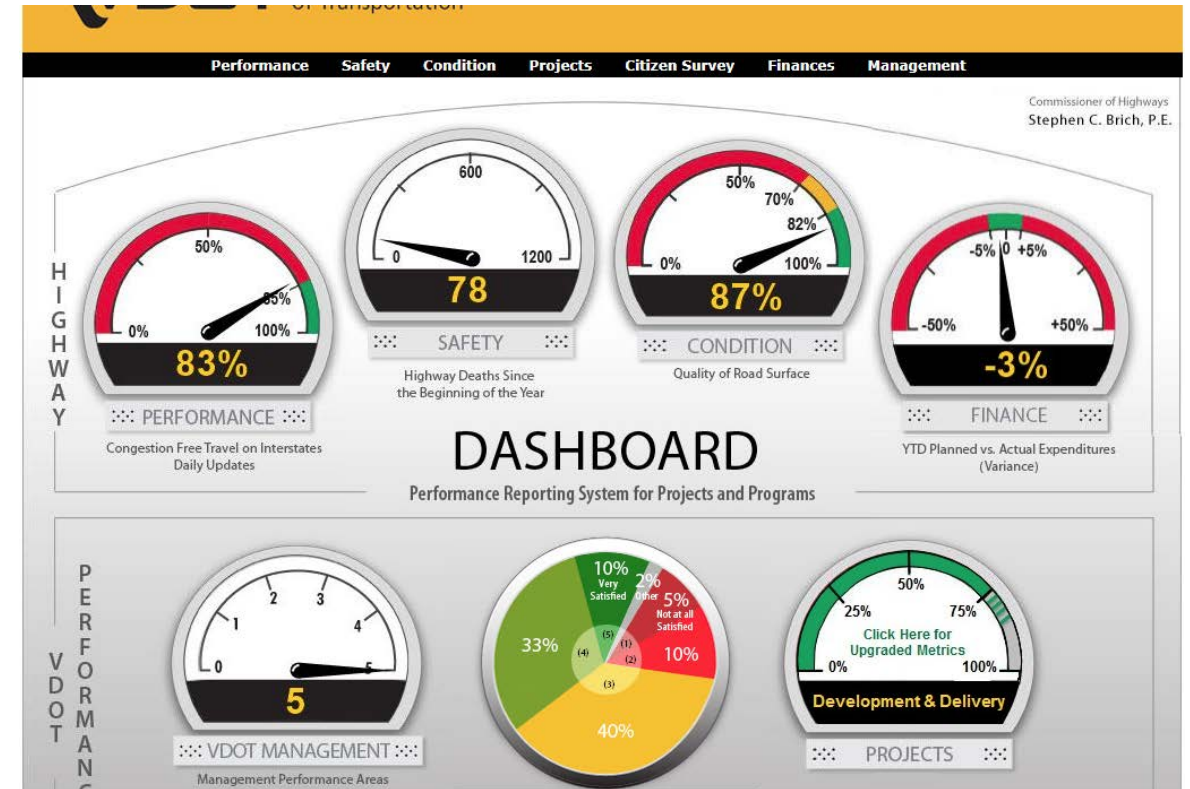 of Transportation
Performance Safety Condition Projects Citizen Survey Finances Management
Commissioner of Highways
Stephen C. Brich, P.E.
HIGHWAY
0%
50%
85%
100%
83%
PERFORMANCE
Congestion Free Travel on Interstates
Daily Updates
0
600
1200
78
SAFETY
Highway Deaths Since
the Beginning of the Year
0%
50%
70%
82%
100%
87%
CONDITION
Quality of Road Surface
-50%
-5%
0
+5%
+50%
-3%
FINANCE
YTD Planned vs. Actual Expenditures
(Variance)
DASHBOARD
Performance Reporting System for Projects and Programs
VDOT
0
1
2
3
4
5
5
VDOT MANAGEMENT
Management Performance Areas
10%
Very
Satisfied
2%
Other
5%
Not at all
Satisfied
33%
10%
40%
(5)
(4)
(1)
(2)
(3)
0%
25%
50%
75%
100%
Click Here for
Upgraded Metrics
Development & Delivery
PROJECTS